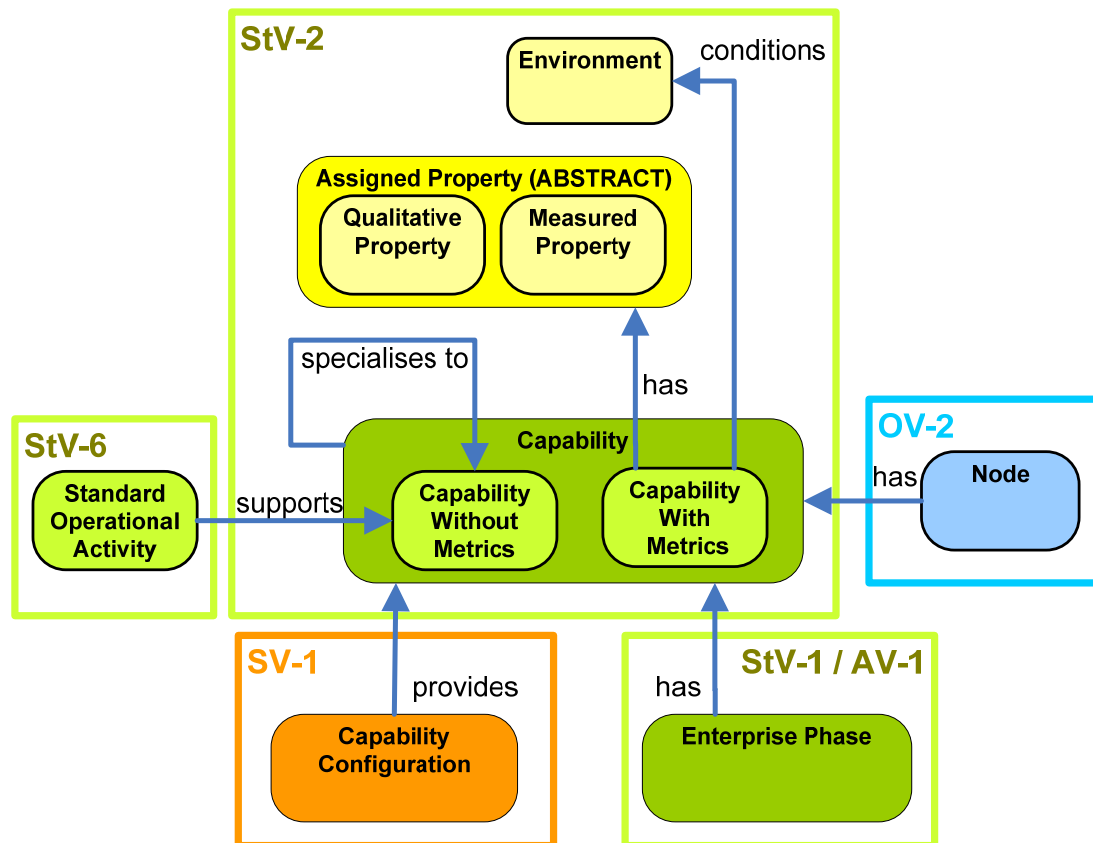 StV-2
Environment
conditions
Assigned Property (ABSTRACT)
Qualitative
Property
Measured
Property
specialises to
has
StV-6
Standard
Operational
Activity
supports
Capability
Capability
Without
Metrics
Capability
With
Metrics
OV-2
has
Node
SV-1
provides
Capability
Configuration
StV-1 / AV-1
has
Enterprise Phase